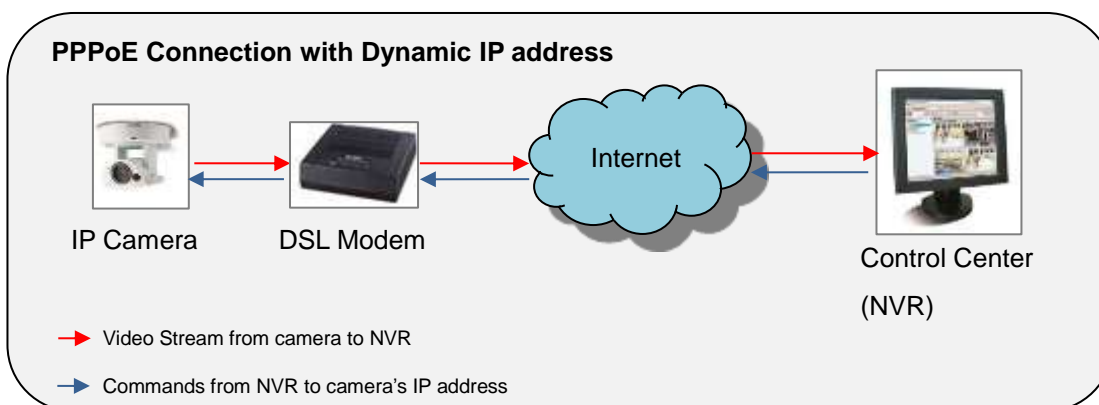 PPPoE Connection with Dynamic IP address
Internet
IP Camera
DSL Modem
Control Center
(NVR)
Video Stream from camera to NVR
Commands from NVR to camera's IP address